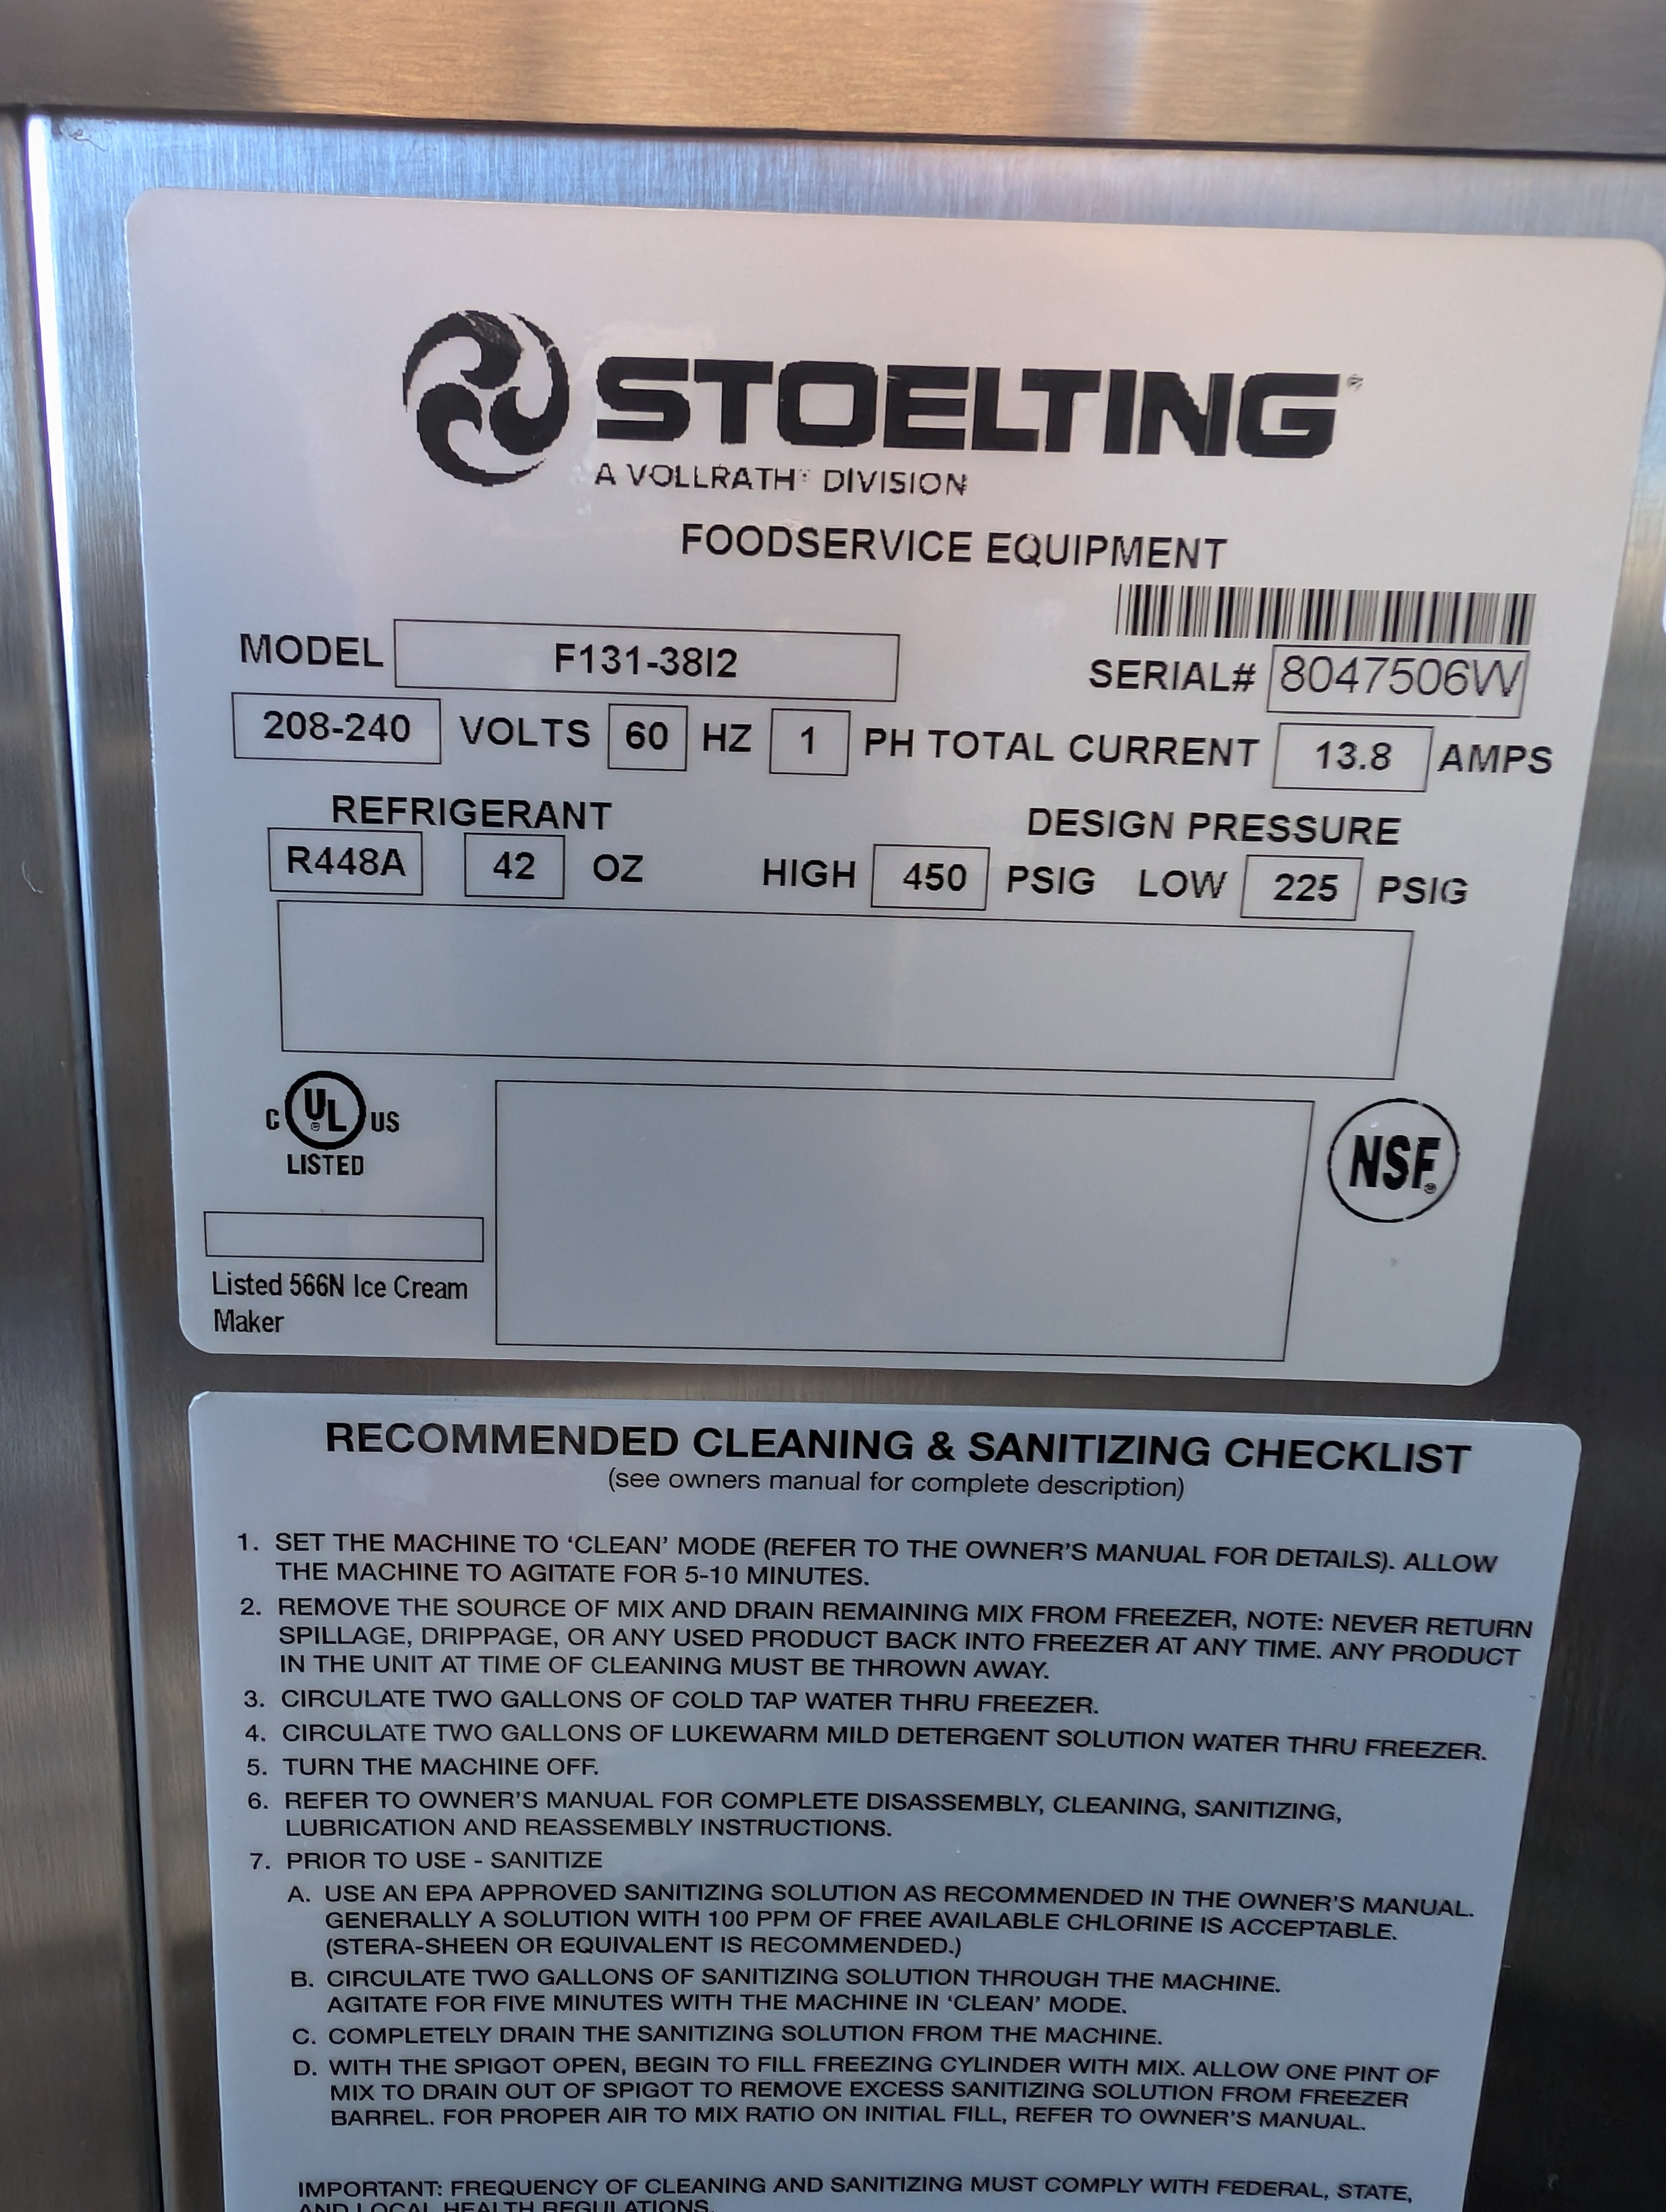 STOELTING®
A VOLLRATH® DIVISION
FOODSERVICE EQUIPMENT
MODEL F131-38I2 SERIAL# 8047506W
208-240 VOLTS 60 HZ 1 PH TOTAL CURRENT 13.8 AMPS
REFRIGERANT DESIGN PRESSURE
R448A 42 OZ HIGH 450 PSIG LOW 225 PSIG
C UL® US
LISTED
NSF®
Listed 566N Ice Cream
Maker
RECOMMENDED CLEANING & SANITIZING CHECKLIST
(see owners manual for complete description)
1. SET THE MACHINE TO ‘CLEAN’ MODE (REFER TO THE OWNER’S MANUAL FOR DETAILS). ALLOW
THE MACHINE TO AGITATE FOR 5-10 MINUTES.
2. REMOVE THE SOURCE OF MIX AND DRAIN REMAINING MIX FROM FREEZER, NOTE: NEVER RETURN
SPILLAGE, DRIPPAGE, OR ANY USED PRODUCT BACK INTO FREEZER AT ANY TIME. ANY PRODUCT
IN THE UNIT AT TIME OF CLEANING MUST BE THROWN AWAY.
3. CIRCULATE TWO GALLONS OF COLD TAP WATER THRU FREEZER.
4. CIRCULATE TWO GALLONS OF LUKEWARM MILD DETERGENT SOLUTION WATER THRU FREEZER.
5. TURN THE MACHINE OFF.
6. REFER TO OWNER’S MANUAL FOR COMPLETE DISASSEMBLY, CLEANING, SANITIZING,
LUBRICATION AND REASSEMBLY INSTRUCTIONS.
7. PRIOR TO USE - SANITIZE
A. USE AN EPA APPROVED SANITIZING SOLUTION AS RECOMMENDED IN THE OWNER’S MANUAL.
GENERALLY A SOLUTION WITH 100 PPM OF FREE AVAILABLE CHLORINE IS ACCEPTABLE.
(STERA-SHEEN OR EQUIVALENT IS RECOMMENDED.)
B. CIRCULATE TWO GALLONS OF SANITIZING SOLUTION THROUGH THE MACHINE.
AGITATE FOR FIVE MINUTES WITH THE MACHINE IN ‘CLEAN’ MODE.
C. COMPLETELY DRAIN THE SANITIZING SOLUTION FROM THE MACHINE.
D. WITH THE SPIGOT OPEN, BEGIN TO FILL FREEZING CYLINDER WITH MIX. ALLOW ONE PINT OF
MIX TO DRAIN OUT OF SPIGOT TO REMOVE EXCESS SANITIZING SOLUTION FROM FREEZER
BARREL. FOR PROPER AIR TO MIX RATIO ON INITIAL FILL, REFER TO OWNER’S MANUAL.
IMPORTANT: FREQUENCY OF CLEANING AND SANITIZING MUST COMPLY WITH FEDERAL, STATE,
AND LOCAL HEALTH REGULATIONS.